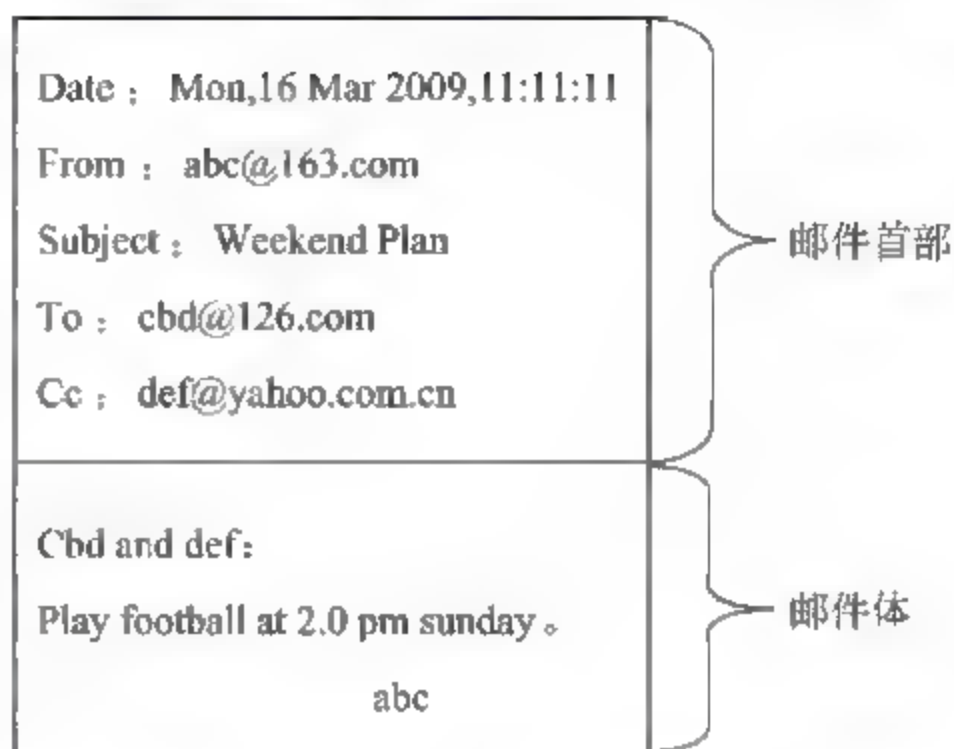 Date： Mon,16 Mar 2009,11:11:11
From： abc@163.com
Subject： Weekend Plan
To： cbd@126.com
Cc： def@yahoo.com.cn
邮件首部
Cbd and def：
Play football at 2.0 pm sunday。
abc
邮件体